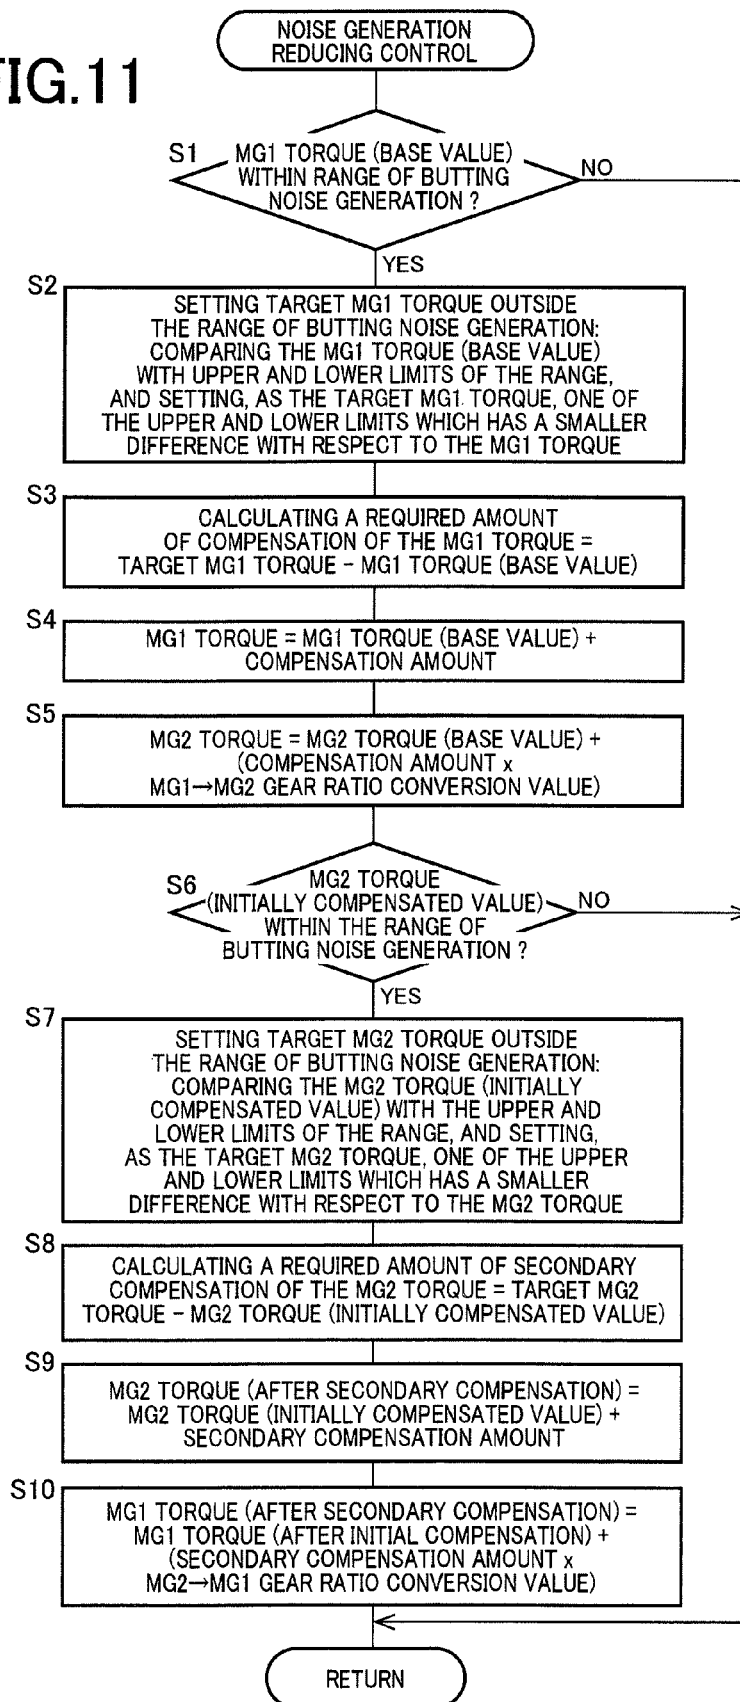 NOISE GENERATION
REDUCING CONTROL
FIG.11
S1
MG1 TORQUE (BASE VALUE)
WITHIN RANGE OF BUTTING
NOISE GENERATION ?
NO
YES
S2
SETTING TARGET MG1 TORQUE OUTSIDE
THE RANGE OF BUTTING NOISE GENERATION:
COMPARING THE MG1 TORQUE (BASE VALUE)
WITH UPPER AND LOWER LIMITS OF THE RANGE,
AND SETTING, AS THE TARGET MG1 TORQUE, ONE OF
THE UPPER AND LOWER LIMITS WHICH HAS A SMALLER
DIFFERENCE WITH RESPECT TO THE MG1 TORQUE
S3
CALCULATING A REQUIRED AMOUNT
OF COMPENSATION OF THE MG1 TORQUE =
TARGET MG1 TORQUE − MG1 TORQUE (BASE VALUE)
S4
MG1 TORQUE = MG1 TORQUE (BASE VALUE) +
COMPENSATION AMOUNT
S5
MG2 TORQUE = MG2 TORQUE (BASE VALUE) +
(COMPENSATION AMOUNT x
MG1→MG2 GEAR RATIO CONVERSION VALUE)
S6
MG2 TORQUE
(INITIALLY COMPENSATED VALUE)
WITHIN THE RANGE OF
BUTTING NOISE GENERATION ?
NO
YES
S7
SETTING TARGET MG2 TORQUE OUTSIDE
THE RANGE OF BUTTING NOISE GENERATION:
COMPARING THE MG2 TORQUE (INITIALLY
COMPENSATED VALUE) WITH THE UPPER AND
LOWER LIMITS OF THE RANGE, AND SETTING,
AS THE TARGET MG2 TORQUE, ONE OF THE UPPER
AND LOWER LIMITS WHICH HAS A SMALLER
DIFFERENCE WITH RESPECT TO THE MG2 TORQUE
S8
CALCULATING A REQUIRED AMOUNT OF SECONDARY
COMPENSATION OF THE MG2 TORQUE = TARGET MG2
TORQUE − MG2 TORQUE (INITIALLY COMPENSATED VALUE)
S9
MG2 TORQUE (AFTER SECONDARY COMPENSATION) =
MG2 TORQUE (INITIALLY COMPENSATED VALUE) +
SECONDARY COMPENSATION AMOUNT
S10
MG1 TORQUE (AFTER SECONDARY COMPENSATION) =
MG1 TORQUE (AFTER INITIAL COMPENSATION) +
(SECONDARY COMPENSATION AMOUNT x
MG2→MG1 GEAR RATIO CONVERSION VALUE)
RETURN